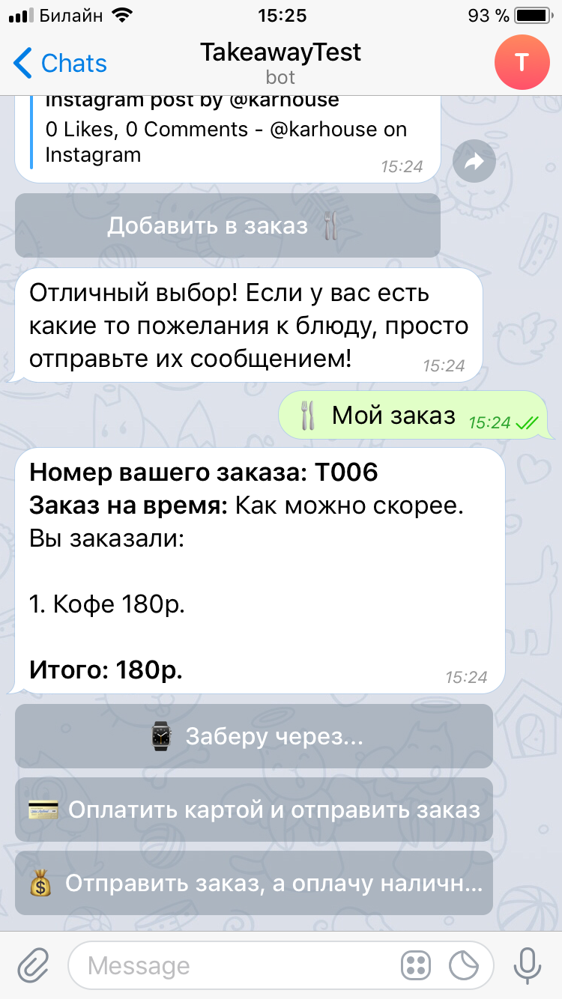 Билайн 15:25 93 %
Chats TakeawayTest T
bot
Instagram post by @karhouse
0 Likes, 0 Comments - @karhouse on
Instagram 15:24
Добавить в заказ
Отличный выбор! Если у вас есть
какие то пожелания к блюду, просто
отправьте их сообщением! 15:24
Мой заказ 15:24
Номер вашего заказа: T006
Заказ на время: Как можно скорее.
Вы заказали:
1. Кофе 180р.
Итого: 180р. 15:24
Заберу через...
Оплатить картой и отправить заказ
Отправить заказ, а оплачу наличн...
Message